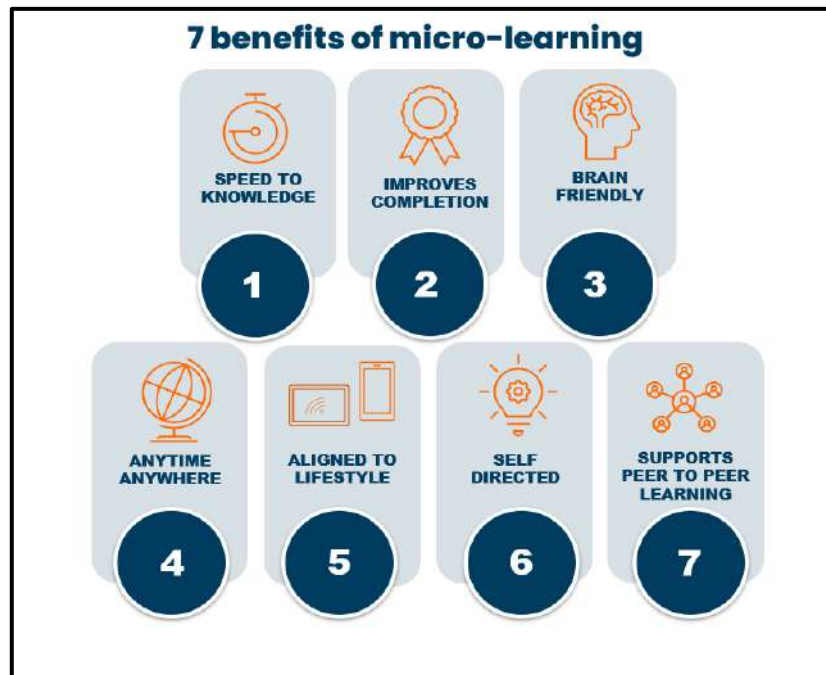 7 benefits of micro-learning
SPEED TO
KNOWLEDGE
1
IMPROVES
COMPLETION
2
BRAIN
FRIENDLY
3
ANYTIME
ANYWHERE
4
ALIGNED TO
LIFESTYLE
5
SELF
DIRECTED
6
SUPPORTS
PEER TO PEER
LEARNING
7